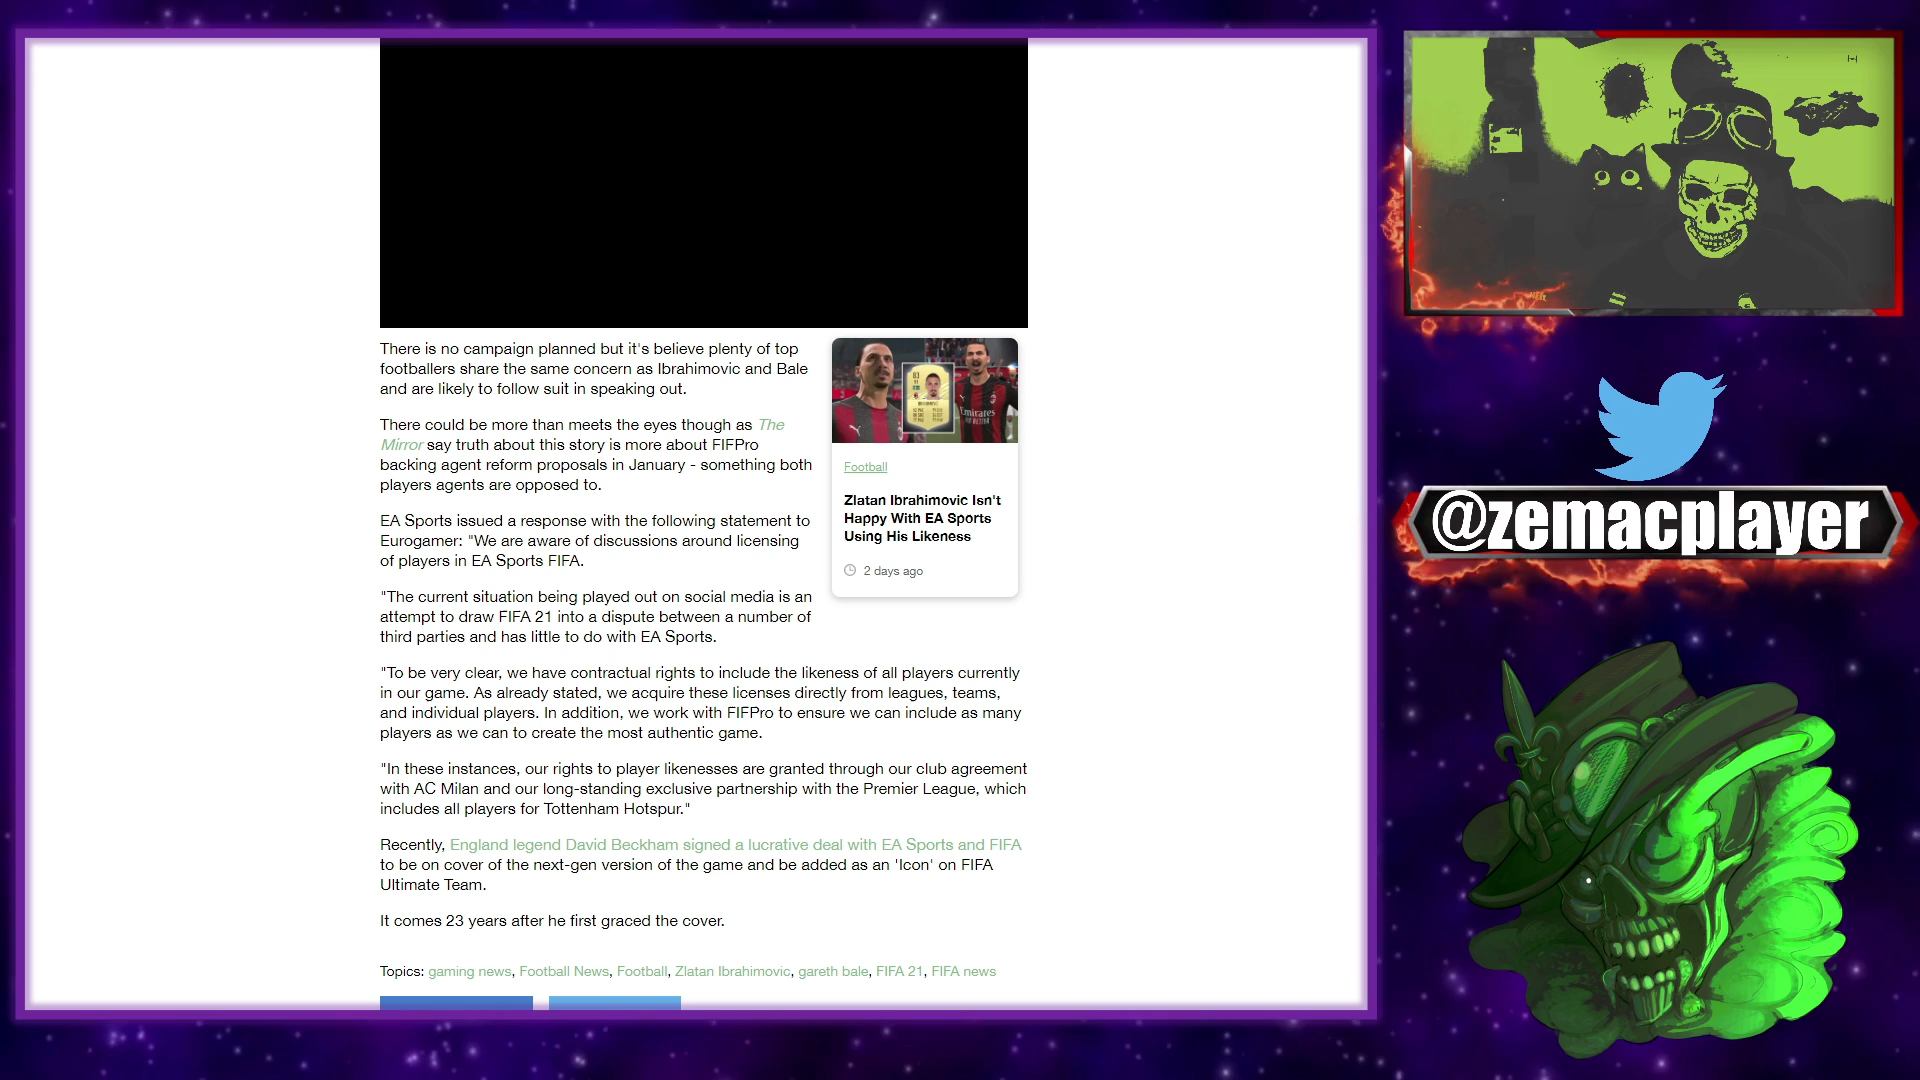 There is no campaign planned but it's believe plenty of top
footballers share the same concern as Ibrahimovic and Bale
and are likely to follow suit in speaking out.
There could be more than meets the eyes though as The
Mirror say truth about this story is more about FIFPro
backing agent reform proposals in January - something both
players agents are opposed to.
EA Sports issued a response with the following statement to
Eurogamer: "We are aware of discussions around licensing
of players in EA Sports FIFA.
"The current situation being played out on social media is an
attempt to draw FIFA 21 into a dispute between a number of
third parties and has little to do with EA Sports.
"To be very clear, we have contractual rights to include the likeness of all players currently
in our game. As already stated, we acquire these licenses directly from leagues, teams,
and individual players. In addition, we work with FIFPro to ensure we can include as many
players as we can to create the most authentic game.
"In these instances, our rights to player likenesses are granted through our club agreement
with AC Milan and our long-standing exclusive partnership with the Premier League, which
includes all players for Tottenham Hotspur."
Recently, England legend David Beckham signed a lucrative deal with EA Sports and FIFA
to be on cover of the next-gen version of the game and be added as an 'Icon' on FIFA
Ultimate Team.
It comes 23 years after he first graced the cover.
Topics: gaming news, Football News, Football, Zlatan Ibrahimovic, gareth bale, FIFA 21, FIFA news
83
Emirates
Football
Zlatan Ibrahimovic Isn't
Happy With EA Sports
Using His Likeness
2 days ago
@zemacplayer